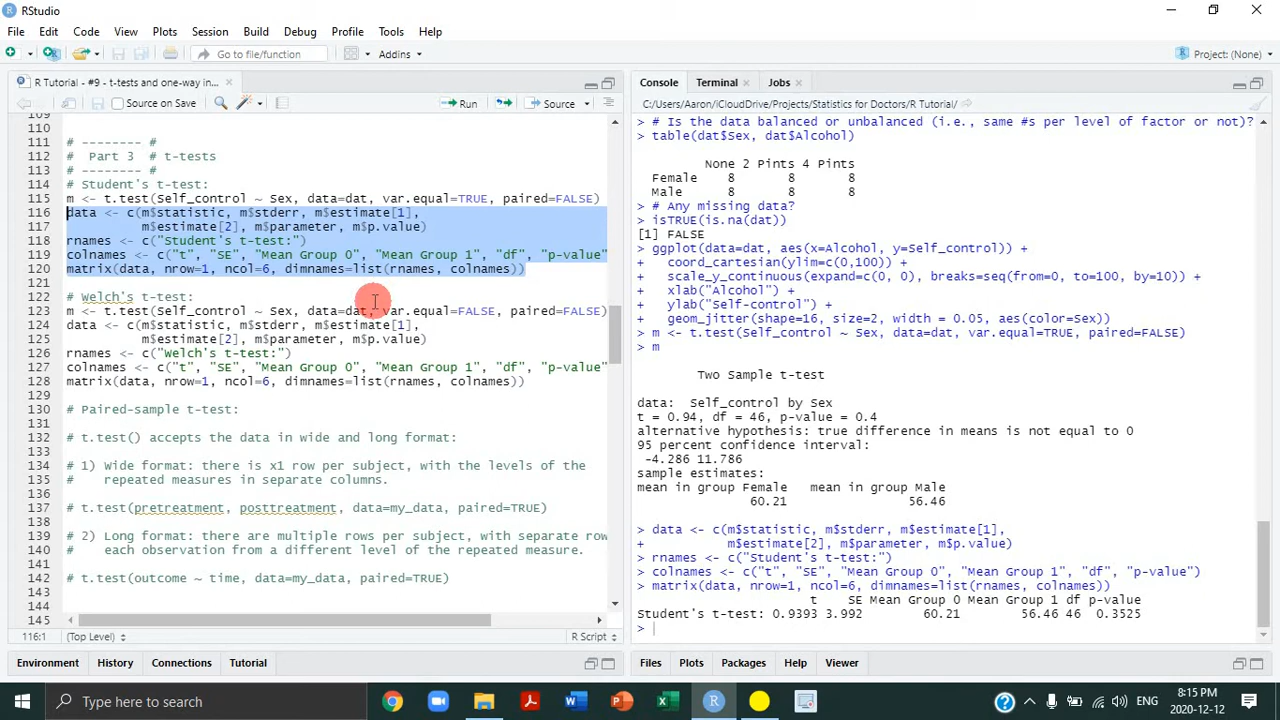 RStudio
File Edit Code View Plots Session Build Debug Profile Tools Help
Go to file/function Addins Project: (None)
R Tutorial - #9 - t-tests and one-way in...
Source on Save Run Source
109
110
111 # -------- #
112 #  Part 3  # t-tests
113 # -------- #
114 # Student's t-test:
115 m <- t.test(Self_control ~ Sex, data=dat, var.equal=TRUE, paired=FALSE)
116 data <- c(m$statistic, m$stderr, m$estimate[1],
117           m$estimate[2], m$parameter, m$p.value)
118 rnames <- c("Student's t-test:")
119 colnames <- c("t", "SE", "Mean Group 0", "Mean Group 1", "df", "p-value"
120 matrix(data, nrow=1, ncol=6, dimnames=list(rnames, colnames))
121
122 # Welch's t-test:
123 m <- t.test(Self_control ~ Sex, data=dat, var.equal=FALSE, paired=FALSE)
124 data <- c(m$statistic, m$stderr, m$estimate[1],
125           m$estimate[2], m$parameter, m$p.value)
126 rnames <- c("Welch's t-test:")
127 colnames <- c("t", "SE", "Mean Group 0", "Mean Group 1", "df", "p-value"
128 matrix(data, nrow=1, ncol=6, dimnames=list(rnames, colnames))
129
130 # Paired-sample t-test:
131
132 # t.test() accepts the data in wide and long format:
133
134 # 1) Wide format: there is x1 row per subject, with the levels of the
135 #    repeated measures in separate columns.
136
137 # t.test(pretreatment, posttreatment, data=my_data, paired=TRUE)
138
139 # 2) Long format: there are multiple rows per subject, with separate row
140 #    each observation from a different level of the repeated measure.
141
142 # t.test(outcome ~ time, data=my_data, paired=TRUE)
143
144
145
116:1 (Top Level) R Script
Environment History Connections Tutorial
Console Terminal Jobs
C:/Users/Aaron/iCloudDrive/Projects/Statistics for Doctors/R Tutorial/
> # Is the data balanced or unbalanced (i.e., same #s per level of factor or not)?
> table(dat$Sex, dat$Alcohol)
None 2 Pints 4 Pints
Female 8 8 8
Male 8 8 8
> # Any missing data?
> isTRUE(is.na(dat))
[1] FALSE
> ggplot(data=dat, aes(x=Alcohol, y=Self_control)) +
+   coord_cartesian(ylim=c(0,100)) +
+   scale_y_continuous(expand=c(0, 0), breaks=seq(from=0, to=100, by=10)) +
+   xlab("Alcohol") +
+   ylab("Self-control") +
+   geom_jitter(shape=16, size=2, width = 0.05, aes(color=Sex))
> m <- t.test(Self_control ~ Sex, data=dat, var.equal=TRUE, paired=FALSE)
> m
Two Sample t-test
data:  Self_control by Sex
t = 0.94, df = 46, p-value = 0.4
alternative hypothesis: true difference in means is not equal to 0
95 percent confidence interval:
-4.286 11.786
sample estimates:
mean in group Female   mean in group Male
60.21 56.46
> data <- c(m$statistic, m$stderr, m$estimate[1],
+           m$estimate[2], m$parameter, m$p.value)
> rnames <- c("Student's t-test:")
> colnames <- c("t", "SE", "Mean Group 0", "Mean Group 1", "df", "p-value")
> matrix(data, nrow=1, ncol=6, dimnames=list(rnames, colnames))
t SE Mean Group 0 Mean Group 1 df p-value
Student's t-test: 0.9393 3.992 60.21 56.46 46 0.3525
>
Files Plots Packages Help Viewer
Type here to search
ENG
8:15 PM
2020-12-12